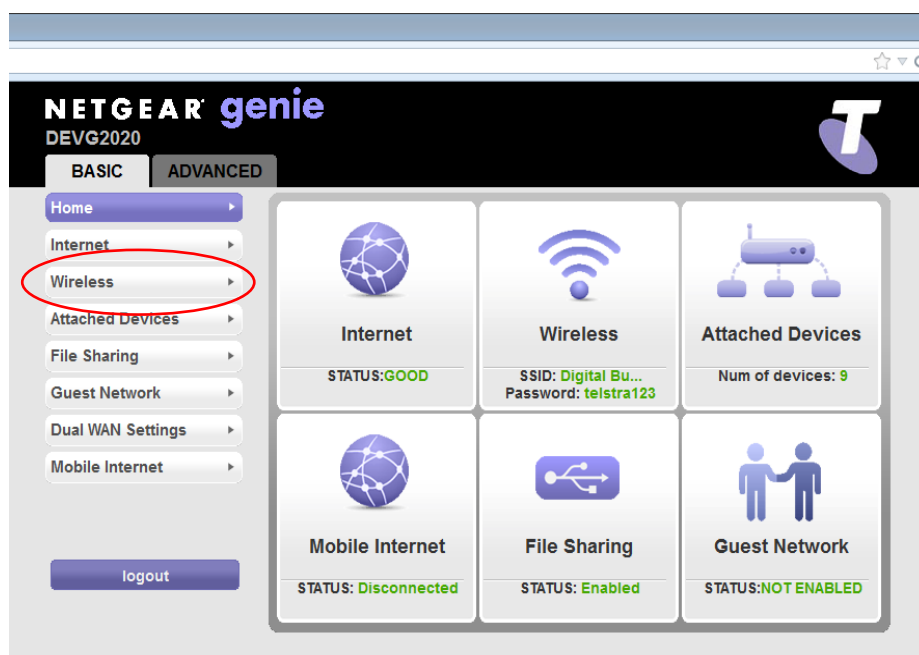 NETGEAR genie
DEVG2020
BASIC ADVANCED
Home
Internet
Wireless
Attached Devices
File Sharing
Guest Network
Dual WAN Settings
Mobile Internet
logout
Internet
STATUS:GOOD
Wireless
SSID: Digital Bu...
Password: telstra123
Attached Devices
Num of devices: 9
Mobile Internet
STATUS: Disconnected
File Sharing
STATUS: Enabled
Guest Network
STATUS:NOT ENABLED
T